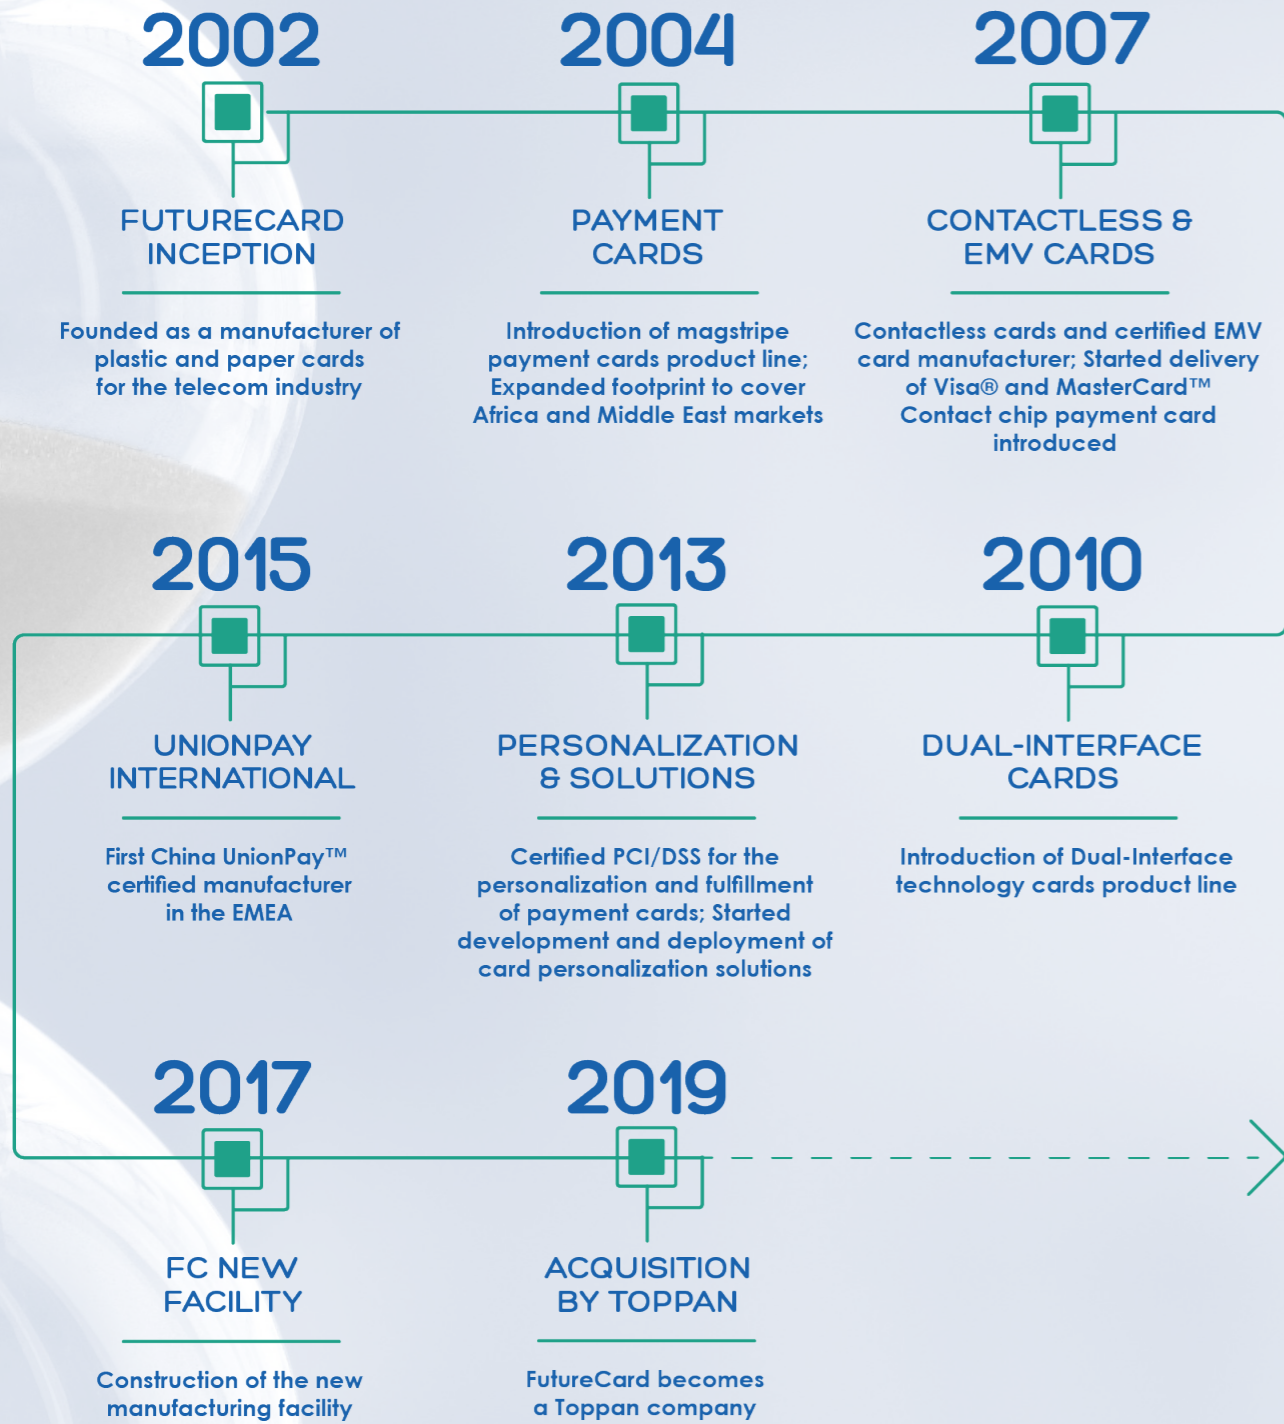 2002
FUTURECARD
INCEPTION
Founded as a manufacturer of
plastic and paper cards
for the telecom industry
2004
PAYMENT
CARDS
Introduction of magstripe
payment cards product line;
Expanded footprint to cover
Africa and Middle East markets
2007
CONTACTLESS &
EMV CARDS
Contactless cards and certified EMV
card manufacturer; Started delivery
of Visa® and MasterCard™
Contact chip payment card
introduced
2010
DUAL-INTERFACE
CARDS
Introduction of Dual-Interface
technology cards product line
2013
PERSONALIZATION
& SOLUTIONS
Certified PCI/DSS for the
personalization and fulfillment
of payment cards; Started
development and deployment of
card personalization solutions
2015
UNIONPAY
INTERNATIONAL
First China UnionPay™
certified manufacturer
in the EMEA
2017
FC NEW
FACILITY
Construction of the new
manufacturing facility
2019
ACQUISITION
BY TOPPAN
FutureCard becomes
a Toppan company